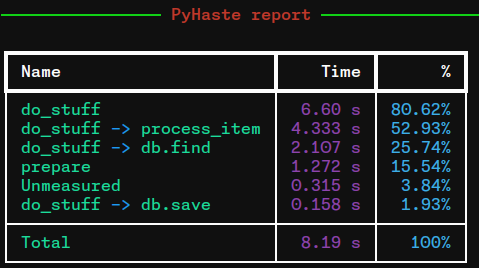 PyHaste report
Name Time %
do_stuff 6.60 s 80.62%
do_stuff -> process_item 4.333 s 52.93%
do_stuff -> db.find 2.107 s 25.74%
prepare 1.272 s 15.54%
Unmeasured 0.315 s 3.84%
do_stuff -> db.save 0.158 s 1.93%
Total 8.19 s 100%